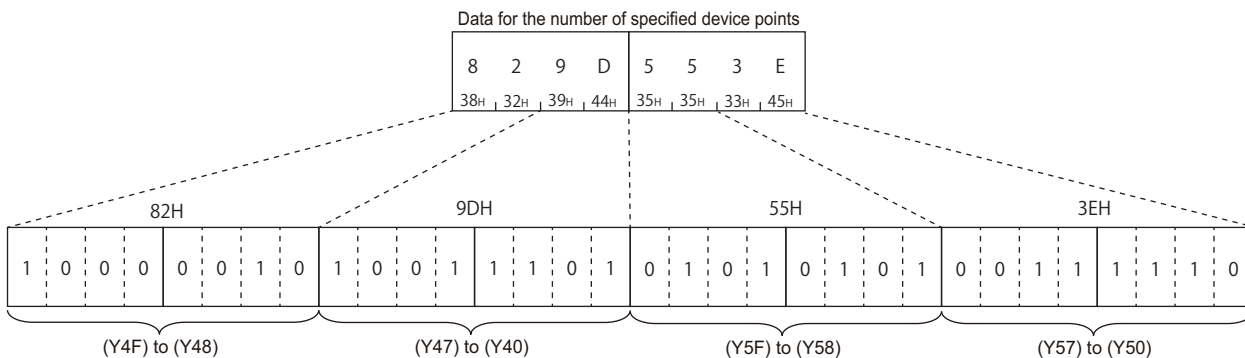 Data for the number of specified device points
8 2 9 D 5 5 3 E
38H 32H 39H 44H 35H 35H 33H 45H
82H 9DH 55H 3EH
1 0 0 0 0 0 1 0 1 0 0 1 1 1 0 1 0 1 0 1 0 1 0 1 0 0 1 1 1 1 1 0
(Y4F) to (Y48) (Y47) to (Y40) (Y5F) to (Y58) (Y57) to (Y50)